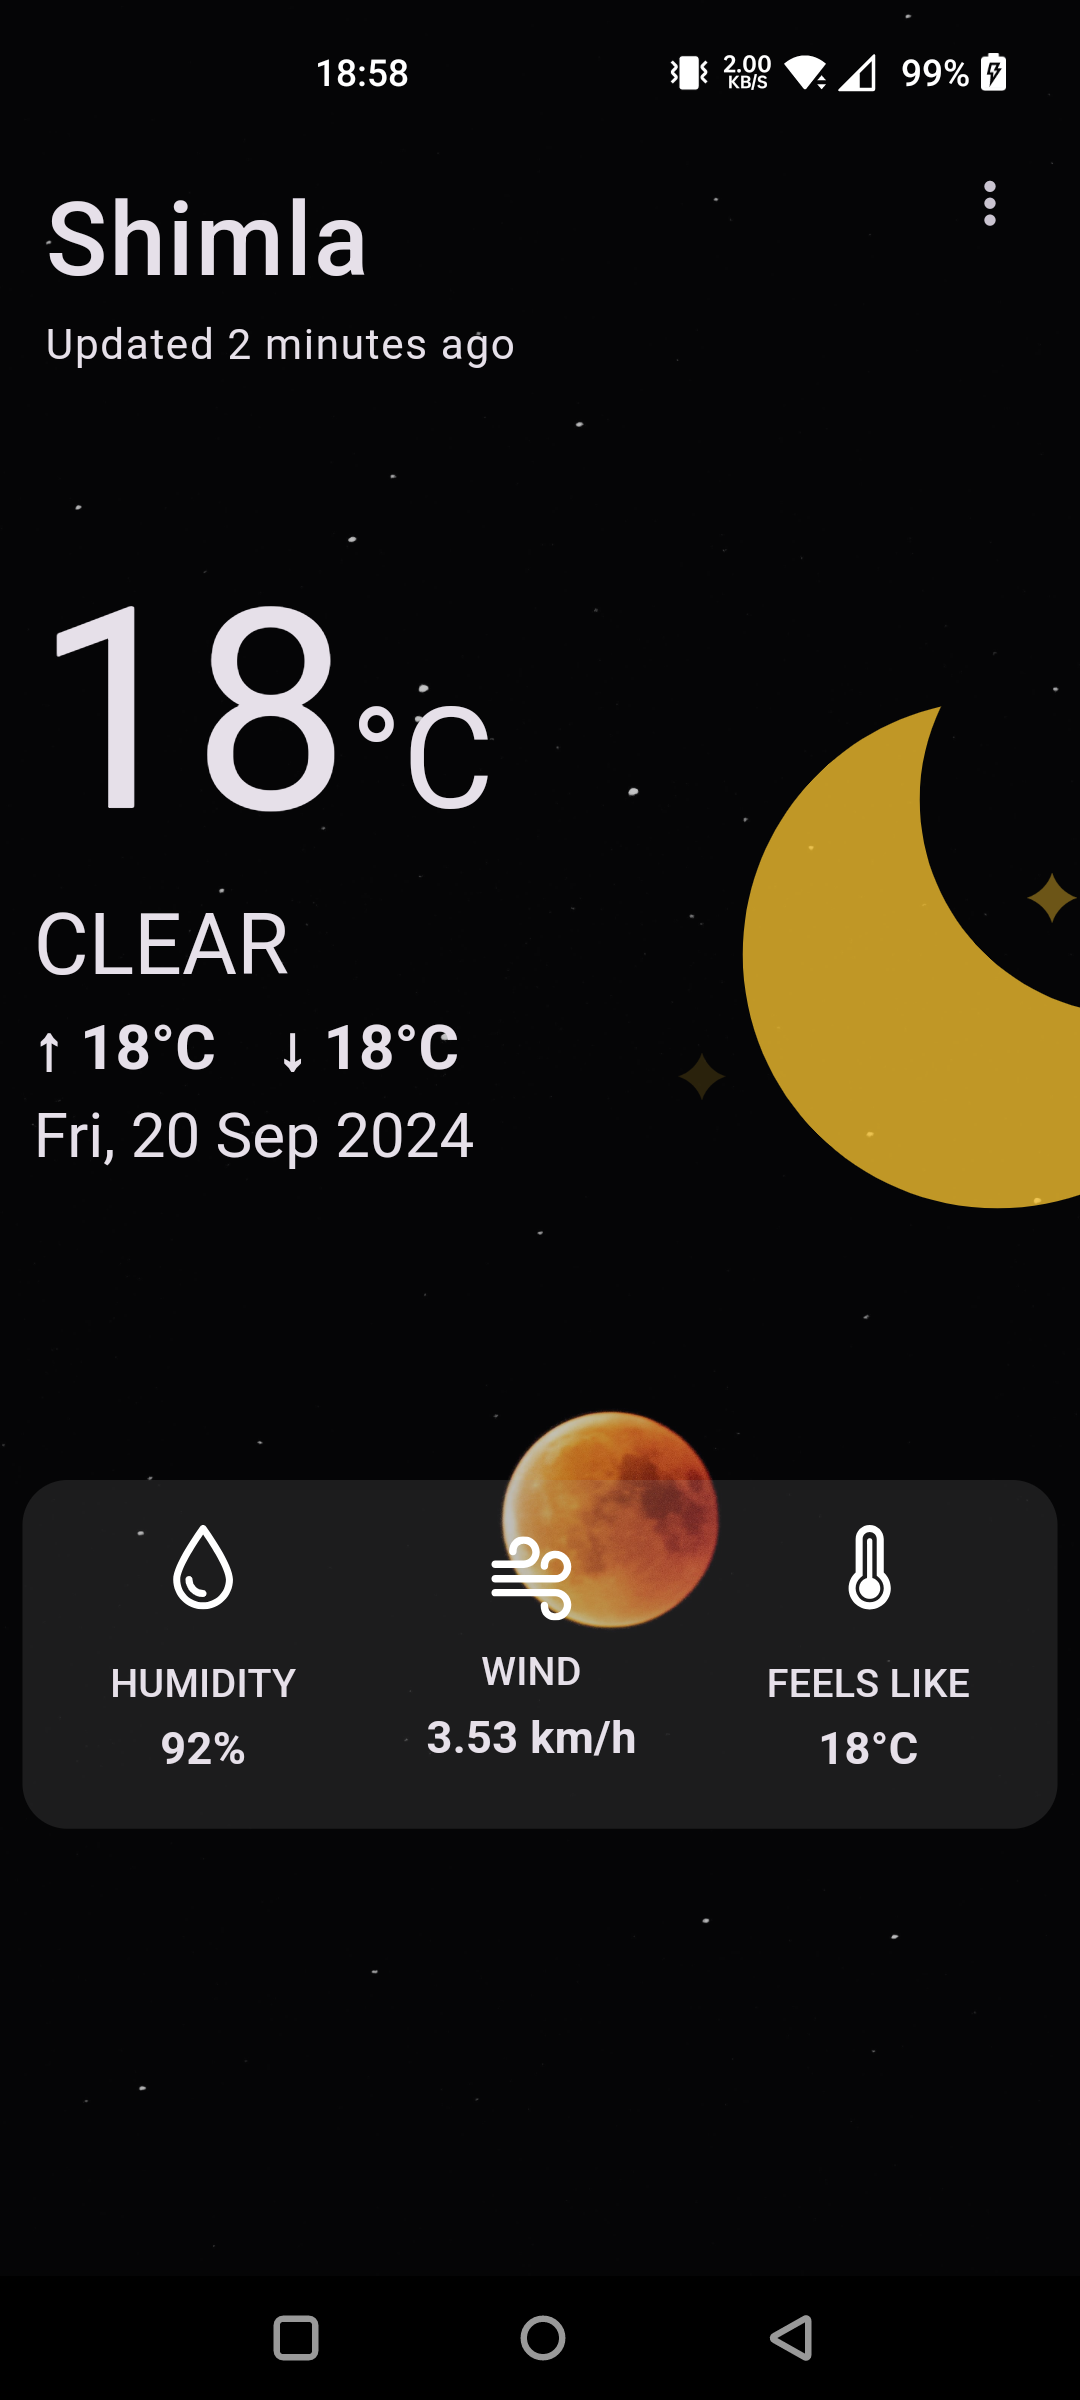 18:58
2.00
KB/S
99%
Shimla
Updated 2 minutes ago
18°C
CLEAR
↑ 18°C ↓ 18°C
Fri, 20 Sep 2024
HUMIDITY
92%
WIND
3.53 km/h
FEELS LIKE
18°C